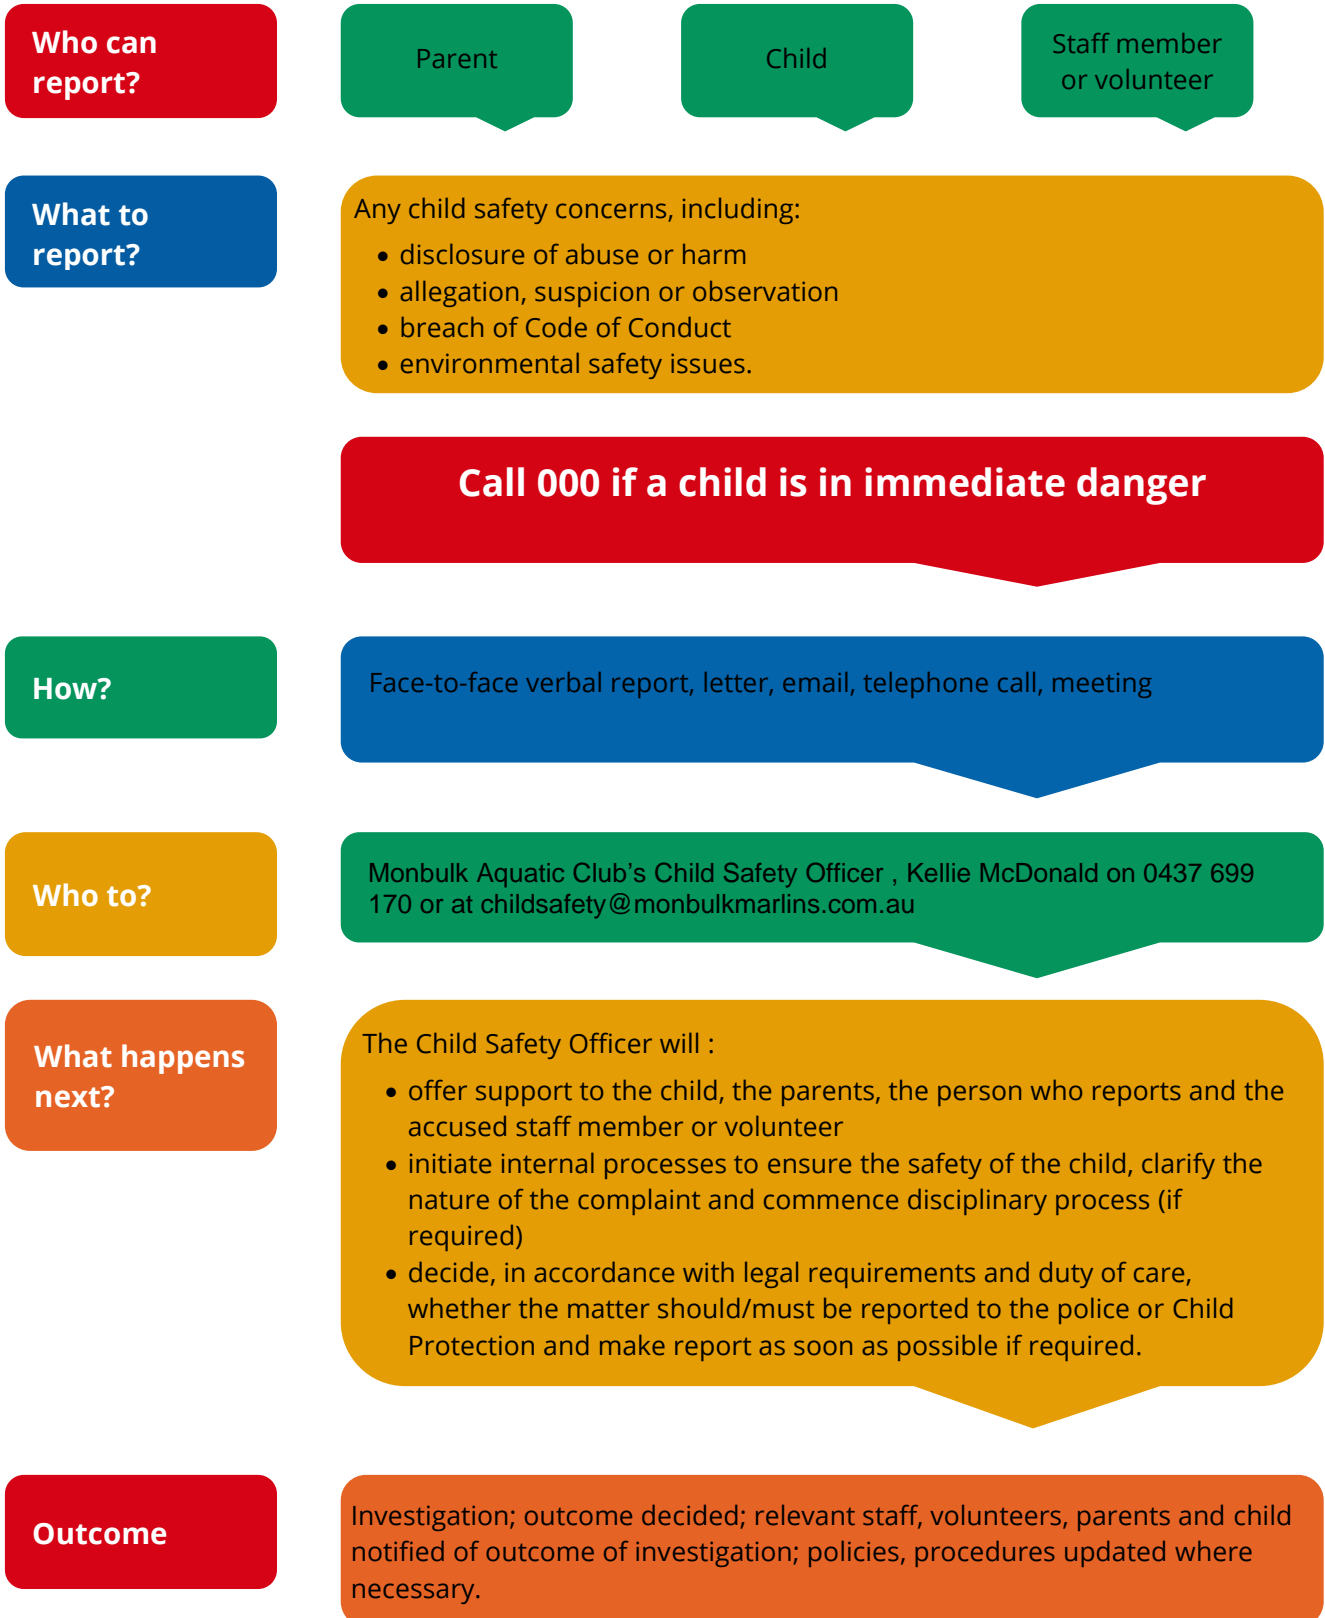 Who can
report?
Parent
Child
Staff member
or volunteer
What to
report?
Any child safety concerns, including:
• disclosure of abuse or harm
• allegation, suspicion or observation
• breach of Code of Conduct
• environmental safety issues.
Call 000 if a child is in immediate danger
How?
Face-to-face verbal report, letter, email, telephone call, meeting
Who to?
Monbulk Aquatic Club’s Child Safety Officer , Kellie McDonald on 0437 699
170 or at childsafety@monbulkmarlins.com.au
What happens
next?
The Child Safety Officer will :
• offer support to the child, the parents, the person who reports and the
accused staff member or volunteer
• initiate internal processes to ensure the safety of the child, clarify the
nature of the complaint and commence disciplinary process (if
required)
• decide, in accordance with legal requirements and duty of care,
whether the matter should/must be reported to the police or Child
Protection and make report as soon as possible if required.
Outcome
Investigation; outcome decided; relevant staff, volunteers, parents and child
notified of outcome of investigation; policies, procedures updated where
necessary.